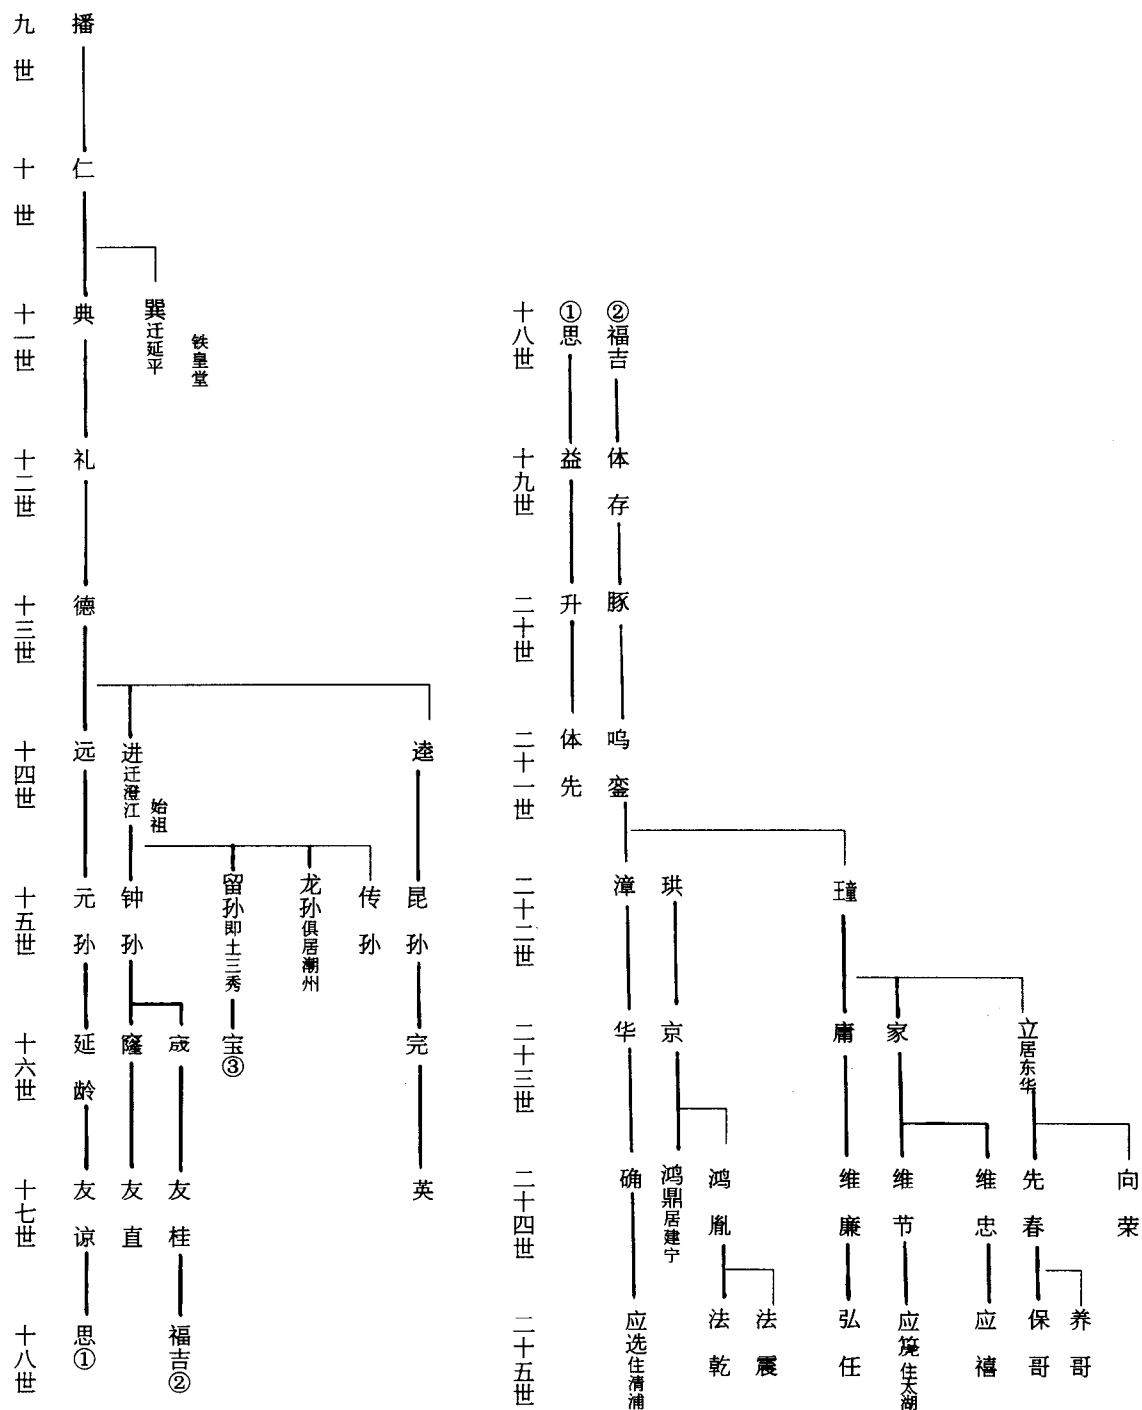 九世 播
十世 仁
十一世 典 巽迁延平 铁皇堂
十二世 礼
十三世 德
十四世 远 进迁澄江 始祖 逵
十五世 元孙 钟孙 留孙即土三秀 龙孙俱居潮州 传孙 昆孙
十六世 延龄 窿 宝③ 完
十七世 友谅 友直 友桂 英
十八世 思① 福吉②
十八世 ①思 ②福吉
十九世 益 体存
二十世 升 豚
二十一世 体先 鸣銮
二十二世 漳 珙
二十三世 华 京 庸 家 立居东华
二十四世 确 鸿鼎居建宁 鸿胤 维廉 维节 维忠 先春 向荣
二十五世 应选住清浦 法乾 法震 弘任 应 住太湖 应禧 保哥 养哥